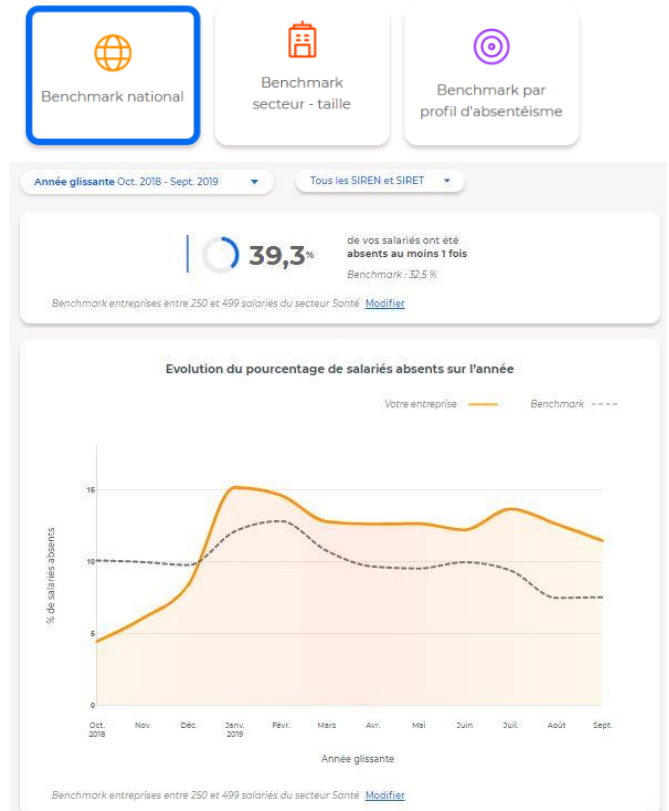 Benchmark national
Benchmark
secteur - taille
Benchmark par
profil d'absentéisme
Année glissante Oct. 2018 - Sept. 2019
Tous les SIREN et SIRET
39,3%
de vos salariés ont été
absents au moins 1 fois
Benchmark : 32,5 %
Benchmark entreprises entre 250 et 499 salariés du secteur Santé Modifier
Evolution du pourcentage de salariés absents sur l'année
Votre entreprise
Benchmark
% de salariés absents
15
10
5
0
Oct. 2018
Nov.
Déc.
Janv. 2019
Févr.
Mars
Avr.
Mai
Juin
Juil.
Août
Sept.
Année glissante
Benchmark entreprises entre 250 et 499 salariés du secteur Santé Modifier